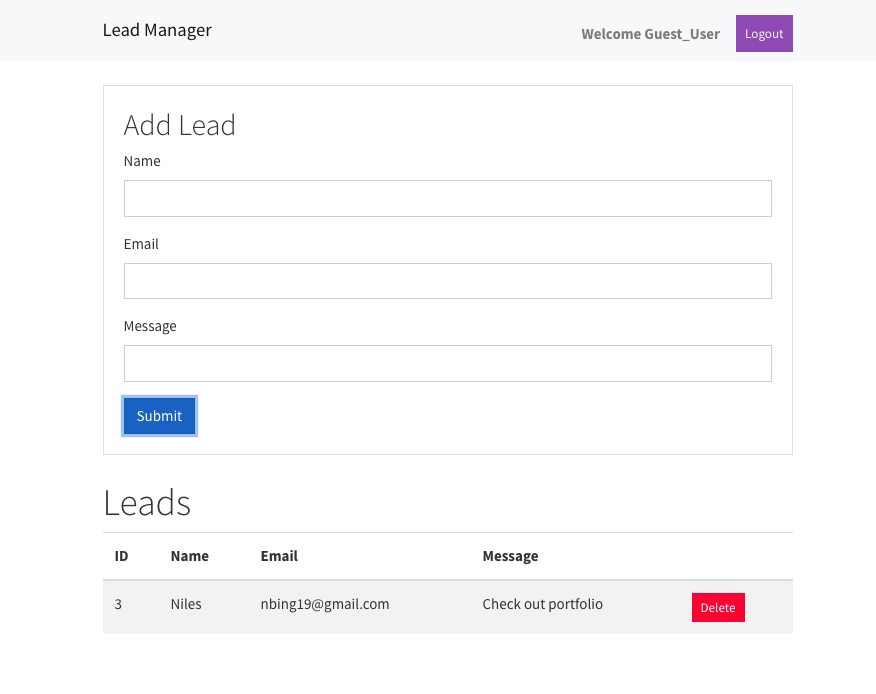 Lead Manager Welcome Guest_User Logout
Add Lead
Name
Email
Message
Submit
Leads
ID Name Email Message
3 Niles nbing19@gmail.com Check out portfolio Delete